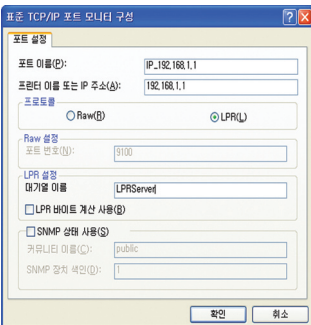 표준 TCP/IP 포트 모니터 구성
포트 설정
포트 이름(P): IP_192,168,1,1
프린터 이름 또는 IP 주소(A): 192,168,1,1
프로토콜
Raw(R) LPR(L)
Raw 설정
포트 번호(N): 9100
LPR 설정
대기열 이름 LPRServer
LPR 바이트 계산 사용(B)
SNMP 상태 사용(S)
커뮤니티 이름(C): public
SNMP 장치 색인(D): 1
확인 취소